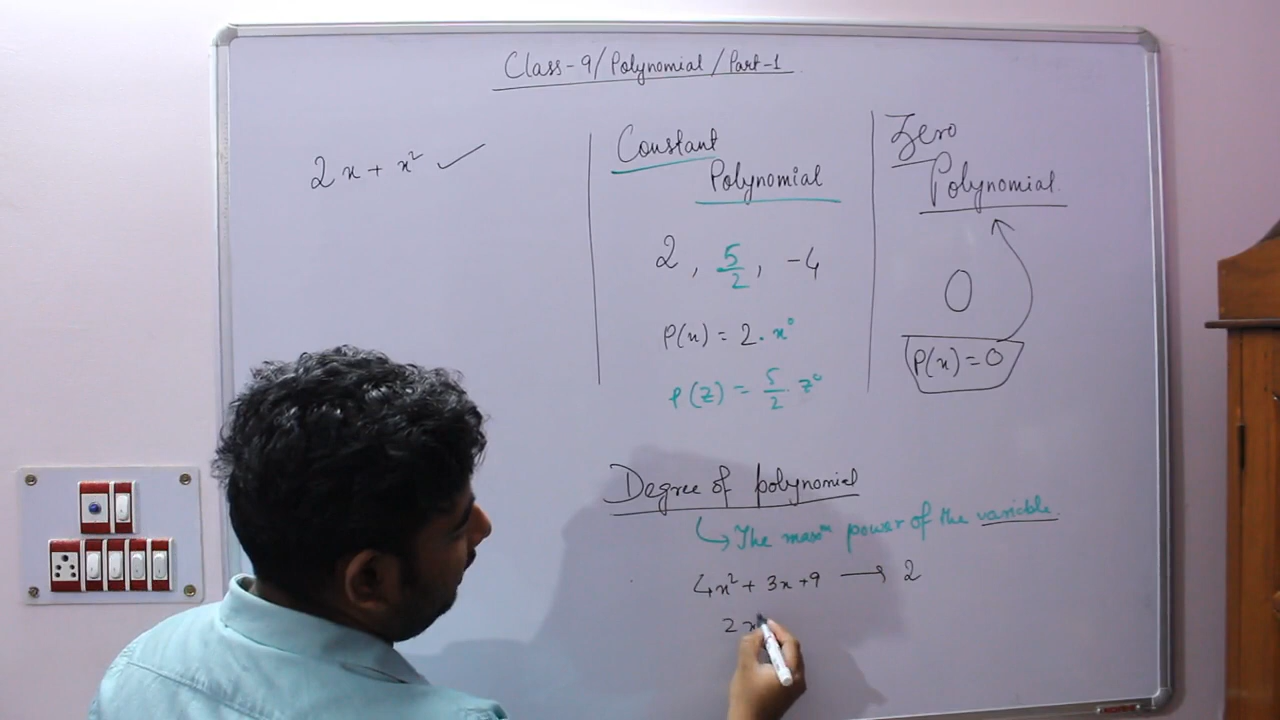 Class-9/Polynomial/Part-1
2x + x² ✓
Constant
Polynomial
2, 5/2, -4
P(x) = 2 · x⁰
P(z) = 5/2 · z⁰
Zero
Polynomial
0
P(x) = 0
Degree of polynomial
↳ The maxᵐ power of the variable.
4x² + 3x + 9 → 2
2x